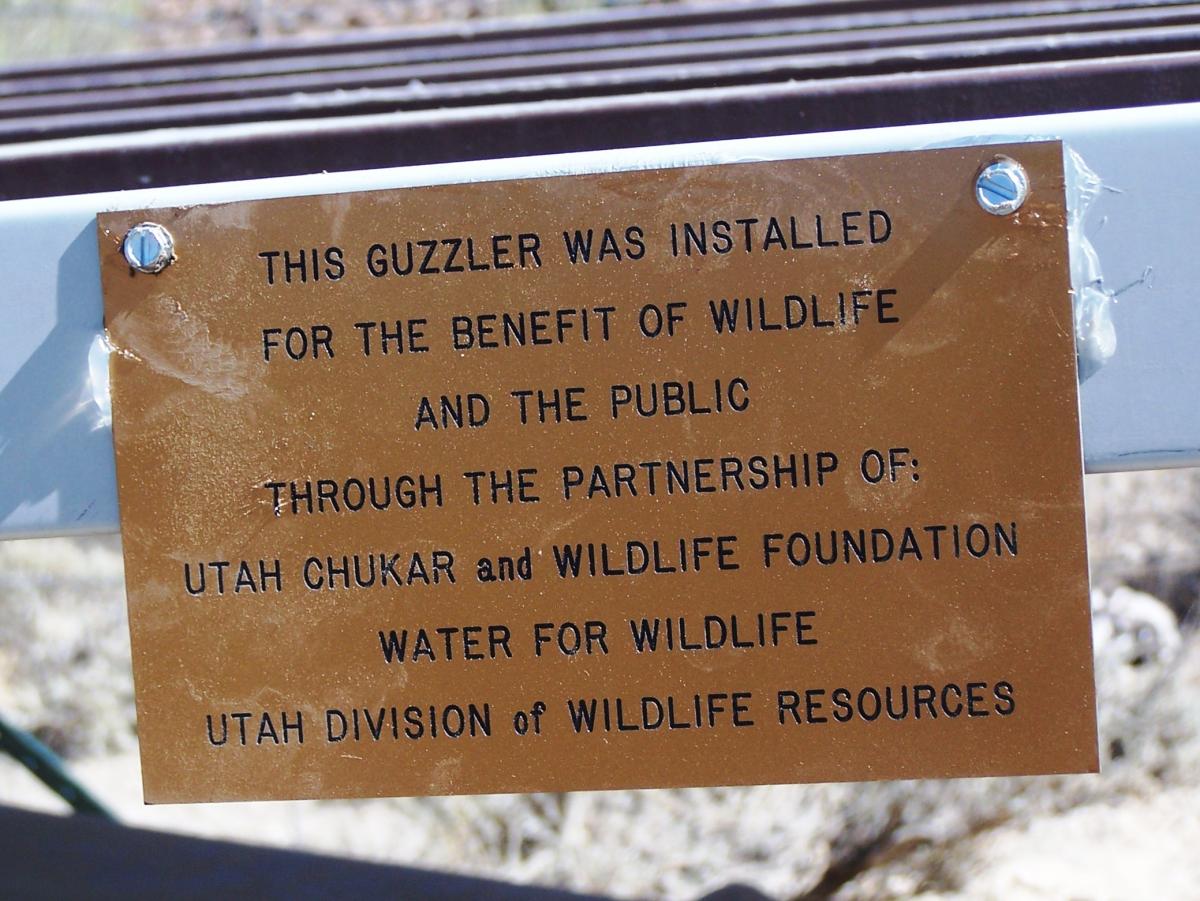 THIS GUZZLER WAS INSTALLED
FOR THE BENEFIT OF WILDLIFE
AND THE PUBLIC
THROUGH THE PARTNERSHIP OF:
UTAH CHUKAR and WILDLIFE FOUNDATION
WATER FOR WILDLIFE
UTAH DIVISION of WILDLIFE RESOURCES